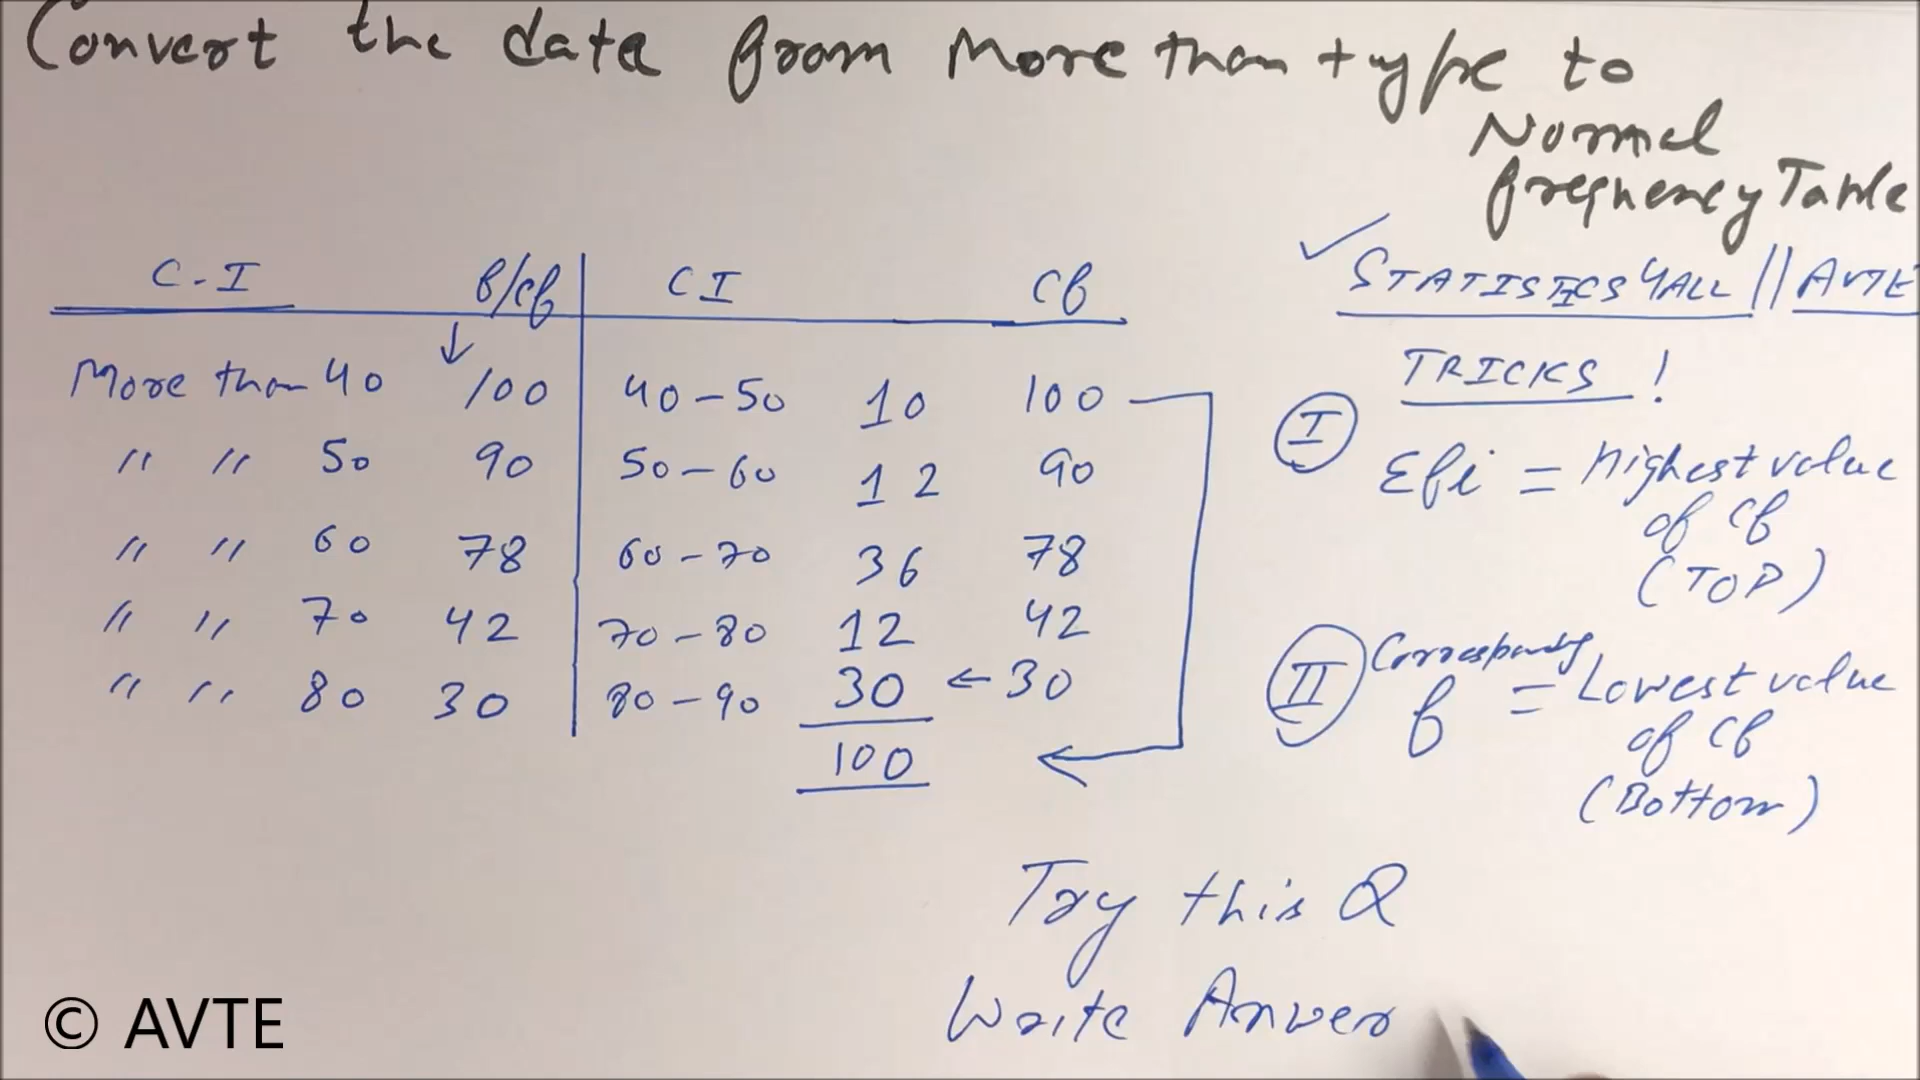 Convert the data from More than type to
Normal
frequency Table
✓ STATISTICS 4ALL // AVTE
C-I f/cf CI Cf
↓
More than 40 100 40-50 10 100
" " 50 90 50-60 12 90
" " 60 78 60-70 36 78
" " 70 42 70-80 12 42
" " 80 30 80-90 30 ← 30
100
TRICKS !
I Σfi = Highest value
of Cf
(TOP)
II Corresponding
f = Lowest value
of Cf
(Bottom)
Try this Q
Write Anwer
© AVTE